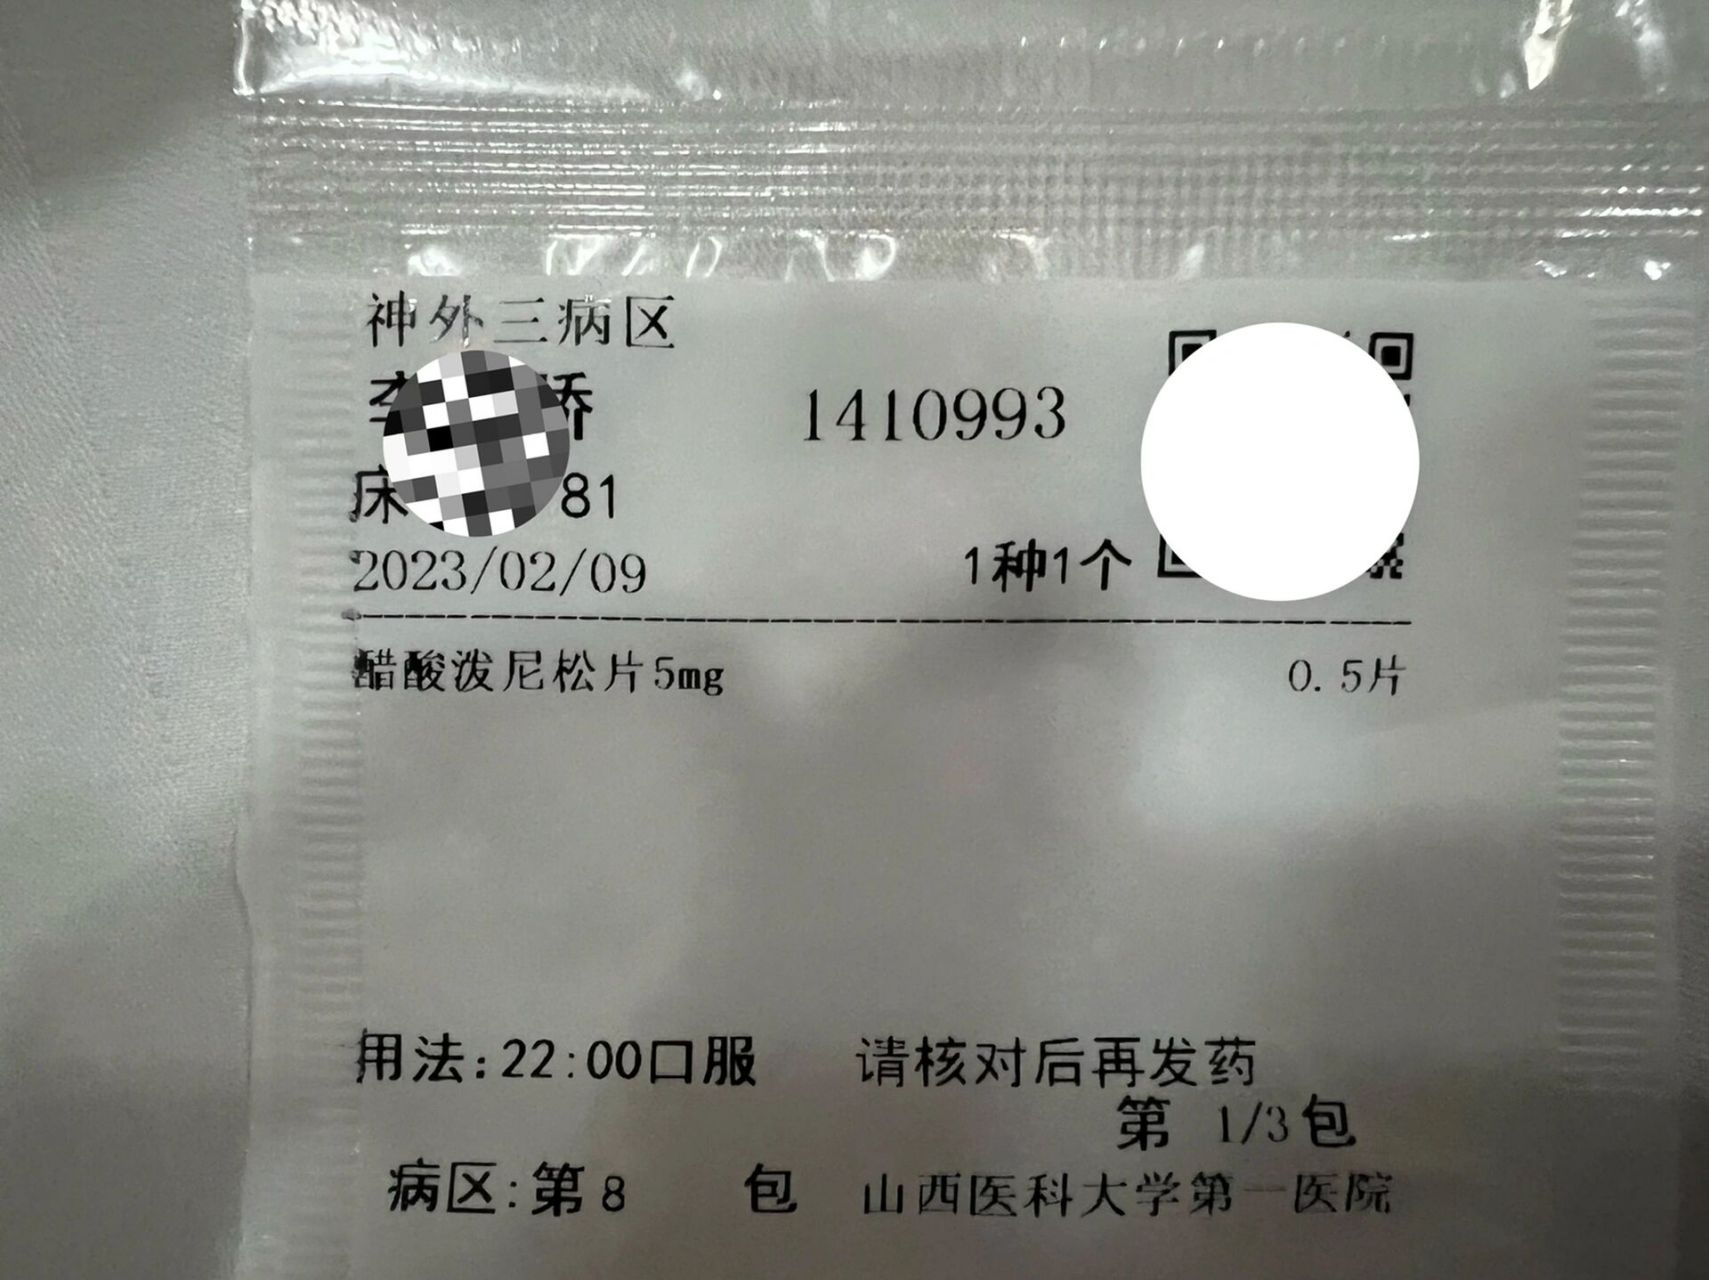 神外三病区
1410993
床 81
2023/02/09 1种1个
醋酸泼尼松片5mg 0.5片
用法:22:00口服 请核对后再发药
第 1/3包
病区:第8 包 山西医科大学第一医院